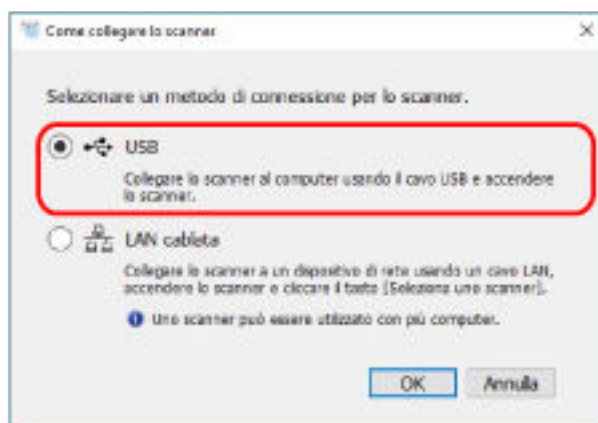 Come collegare lo scanner
Selezionare un metodo di connessione per lo scanner.
USB
Collegare lo scanner al computer usando il cavo USB e accendere
lo scanner.
LAN cablata
Collegare lo scanner a un dispositivo di rete usando un cavo LAN,
accendere lo scanner e cliccare il tasto [Seleziona uno scanner].
Uno scanner può essere utilizzato con più computer.
OK
Annulla